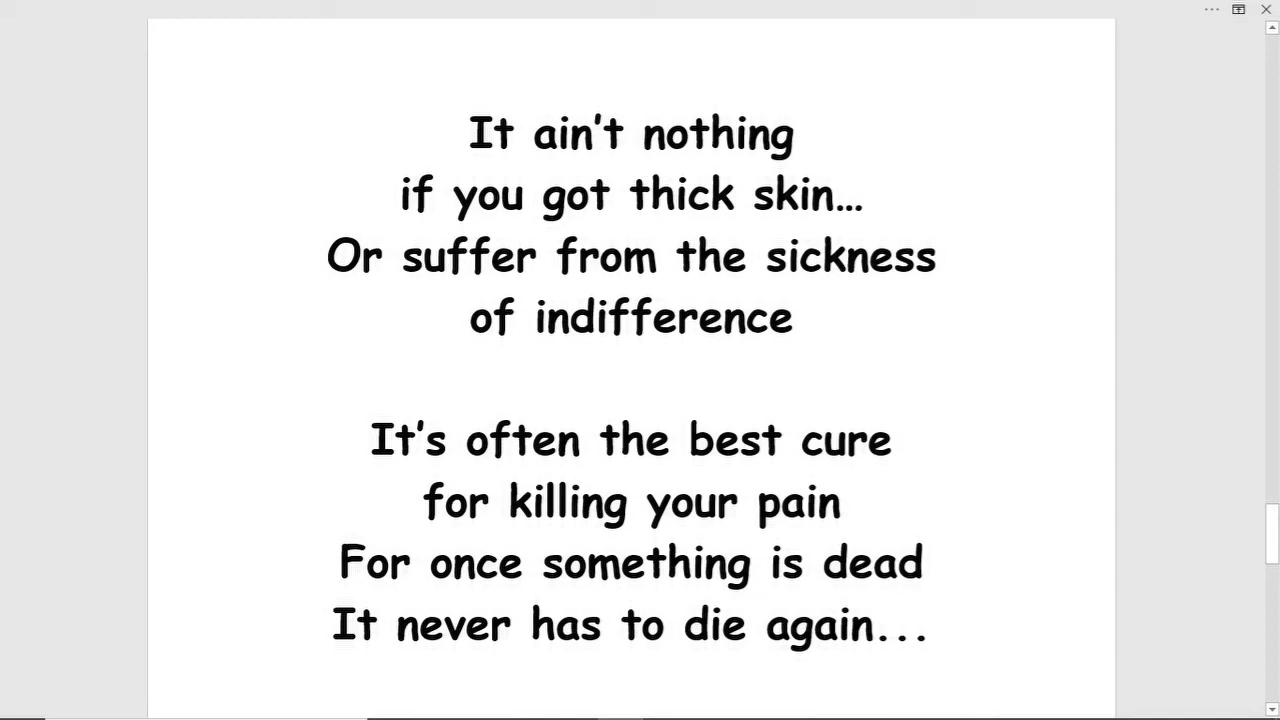 It ain't nothing
if you got thick skin…
Or suffer from the sickness
of indifference
It's often the best cure
for killing your pain
For once something is dead
It never has to die again...